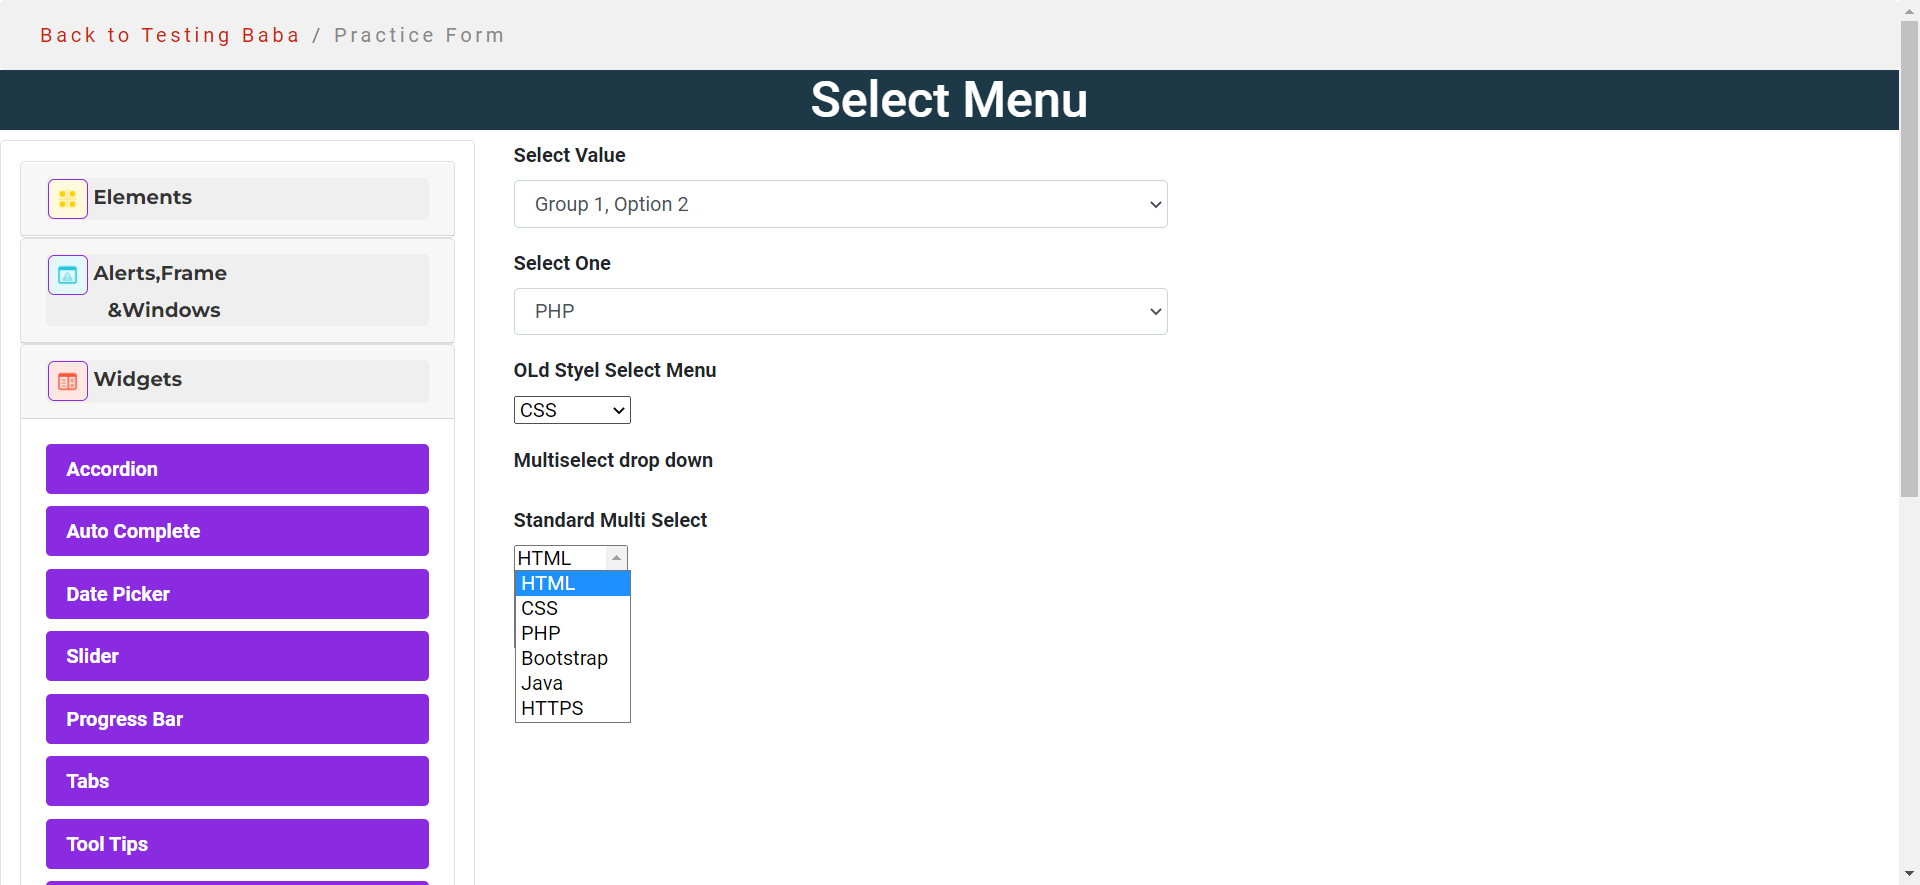 Back to Testing Baba / Practice Form
Select Menu
Elements
Alerts,Frame
&Windows
Widgets
Accordion
Auto Complete
Date Picker
Slider
Progress Bar
Tabs
Tool Tips
Select Value
Group 1, Option 2
Select One
PHP
OLd Styel Select Menu
CSS
Multiselect drop down
Standard Multi Select
HTML
HTML
CSS
PHP
Bootstrap
Java
HTTPS